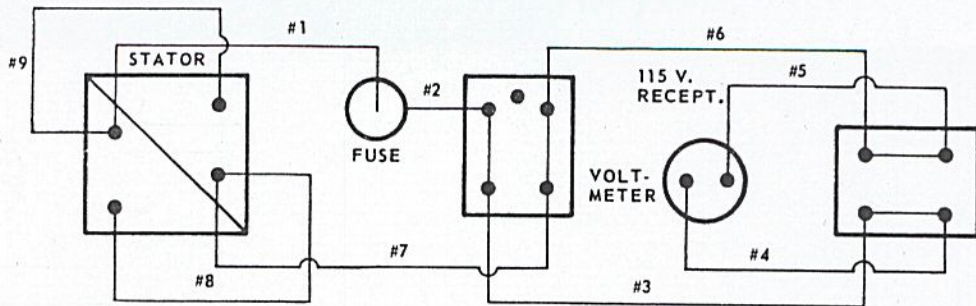 #1
#6
#9
STATOR
115 V.
RECEPT.
#5
#2
FUSE
VOLT-
METER
#7
#4
#8
#3